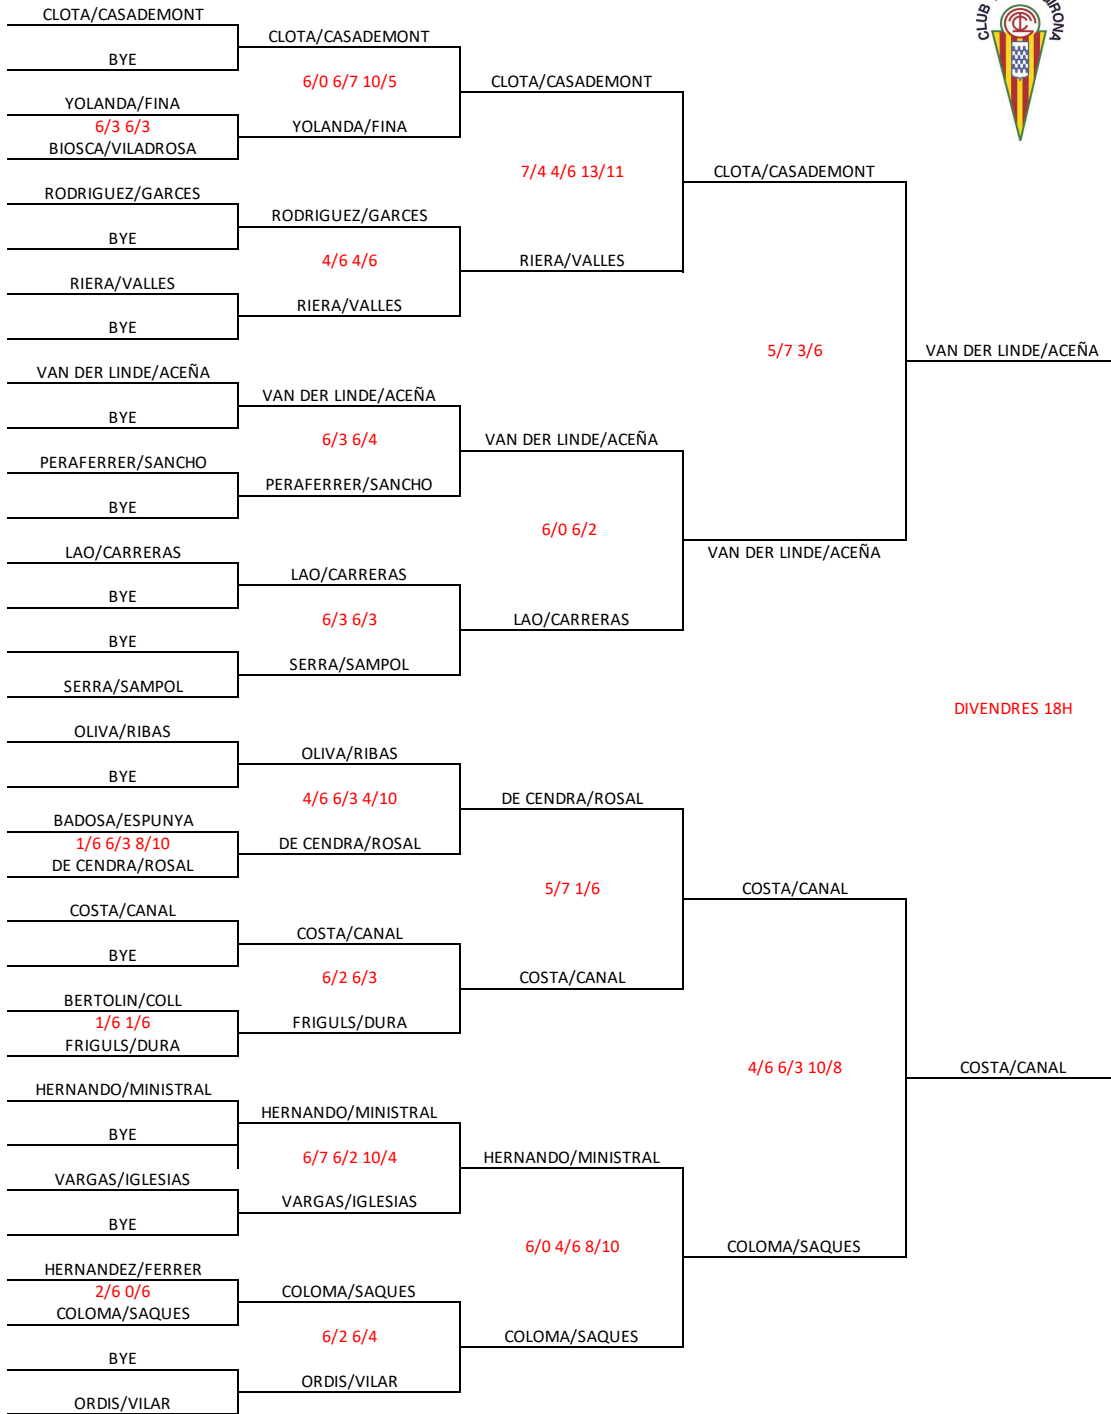 CLOTA/CASADEMONT
CLUB
GIRONA
CLOTA/CASADEMONT
BYE
6/0 6/7 10/5
CLOTA/CASADEMONT
YOLANDA/FINA
6/3 6/3
YOLANDA/FINA
BIOSCA/VILADROSA
7/4 4/6 13/11
CLOTA/CASADEMONT
RODRIGUEZ/GARCES
RODRIGUEZ/GARCES
BYE
4/6 4/6
RIERA/VALLES
RIERA/VALLES
RIERA/VALLES
BYE
5/7 3/6
VAN DER LINDE/ACEÑA
VAN DER LINDE/ACEÑA
VAN DER LINDE/ACEÑA
BYE
6/3 6/4
VAN DER LINDE/ACEÑA
PERAFERRER/SANCHO
PERAFERRER/SANCHO
BYE
6/0 6/2
LAO/CARRERAS
VAN DER LINDE/ACEÑA
LAO/CARRERAS
BYE
6/3 6/3
LAO/CARRERAS
BYE
SERRA/SAMPOL
SERRA/SAMPOL
DIVENDRES 18H
OLIVA/RIBAS
OLIVA/RIBAS
BYE
4/6 6/3 4/10
DE CENDRA/ROSAL
BADOSA/ESPUNYA
1/6 6/3 8/10
DE CENDRA/ROSAL
DE CENDRA/ROSAL
5/7 1/6
COSTA/CANAL
COSTA/CANAL
COSTA/CANAL
BYE
6/2 6/3
COSTA/CANAL
BERTOLIN/COLL
1/6 1/6
FRIGULS/DURA
FRIGULS/DURA
4/6 6/3 10/8
COSTA/CANAL
HERNANDO/MINISTRAL
HERNANDO/MINISTRAL
BYE
6/7 6/2 10/4
HERNANDO/MINISTRAL
VARGAS/IGLESIAS
VARGAS/IGLESIAS
BYE
6/0 4/6 8/10
COLOMA/SAQUES
HERNANDEZ/FERRER
2/6 0/6
COLOMA/SAQUES
COLOMA/SAQUES
6/2 6/4
COLOMA/SAQUES
BYE
ORDIS/VILAR
ORDIS/VILAR